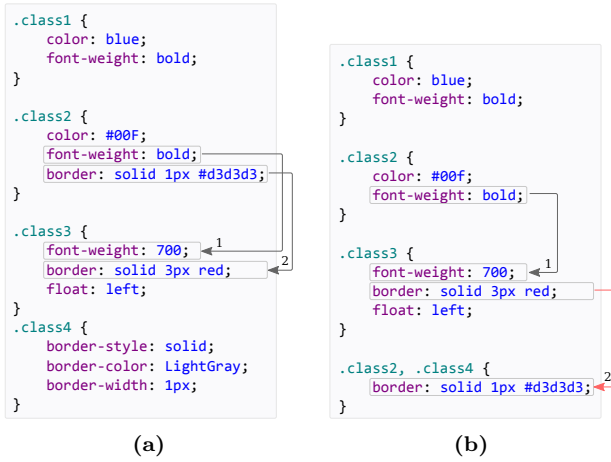 .class1 {
color: blue;
font-weight: bold;
}
.class2 {
color: #00F;
font-weight: bold;
border: solid 1px #d3d3d3;
}
.class3 {
font-weight: 700;
1
border: solid 3px red;
2
float: left;
}
.class4 {
border-style: solid;
border-color: LightGray;
border-width: 1px;
}
(a)
.class1 {
color: blue;
font-weight: bold;
}
.class2 {
color: #00f;
font-weight: bold;
}
.class3 {
font-weight: 700;
1
border: solid 3px red;
float: left;
}
.class2, .class4 {
border: solid 1px #d3d3d3;
2
}
(b)